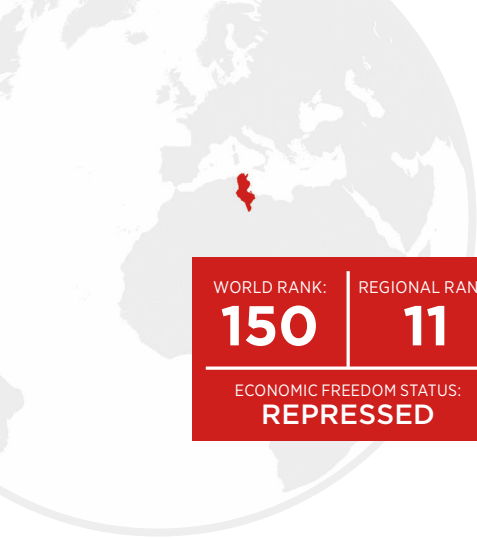 WORLD RANK:
150
REGIONAL RAN
11
ECONOMIC FREEDOM STATUS:
REPRESSED